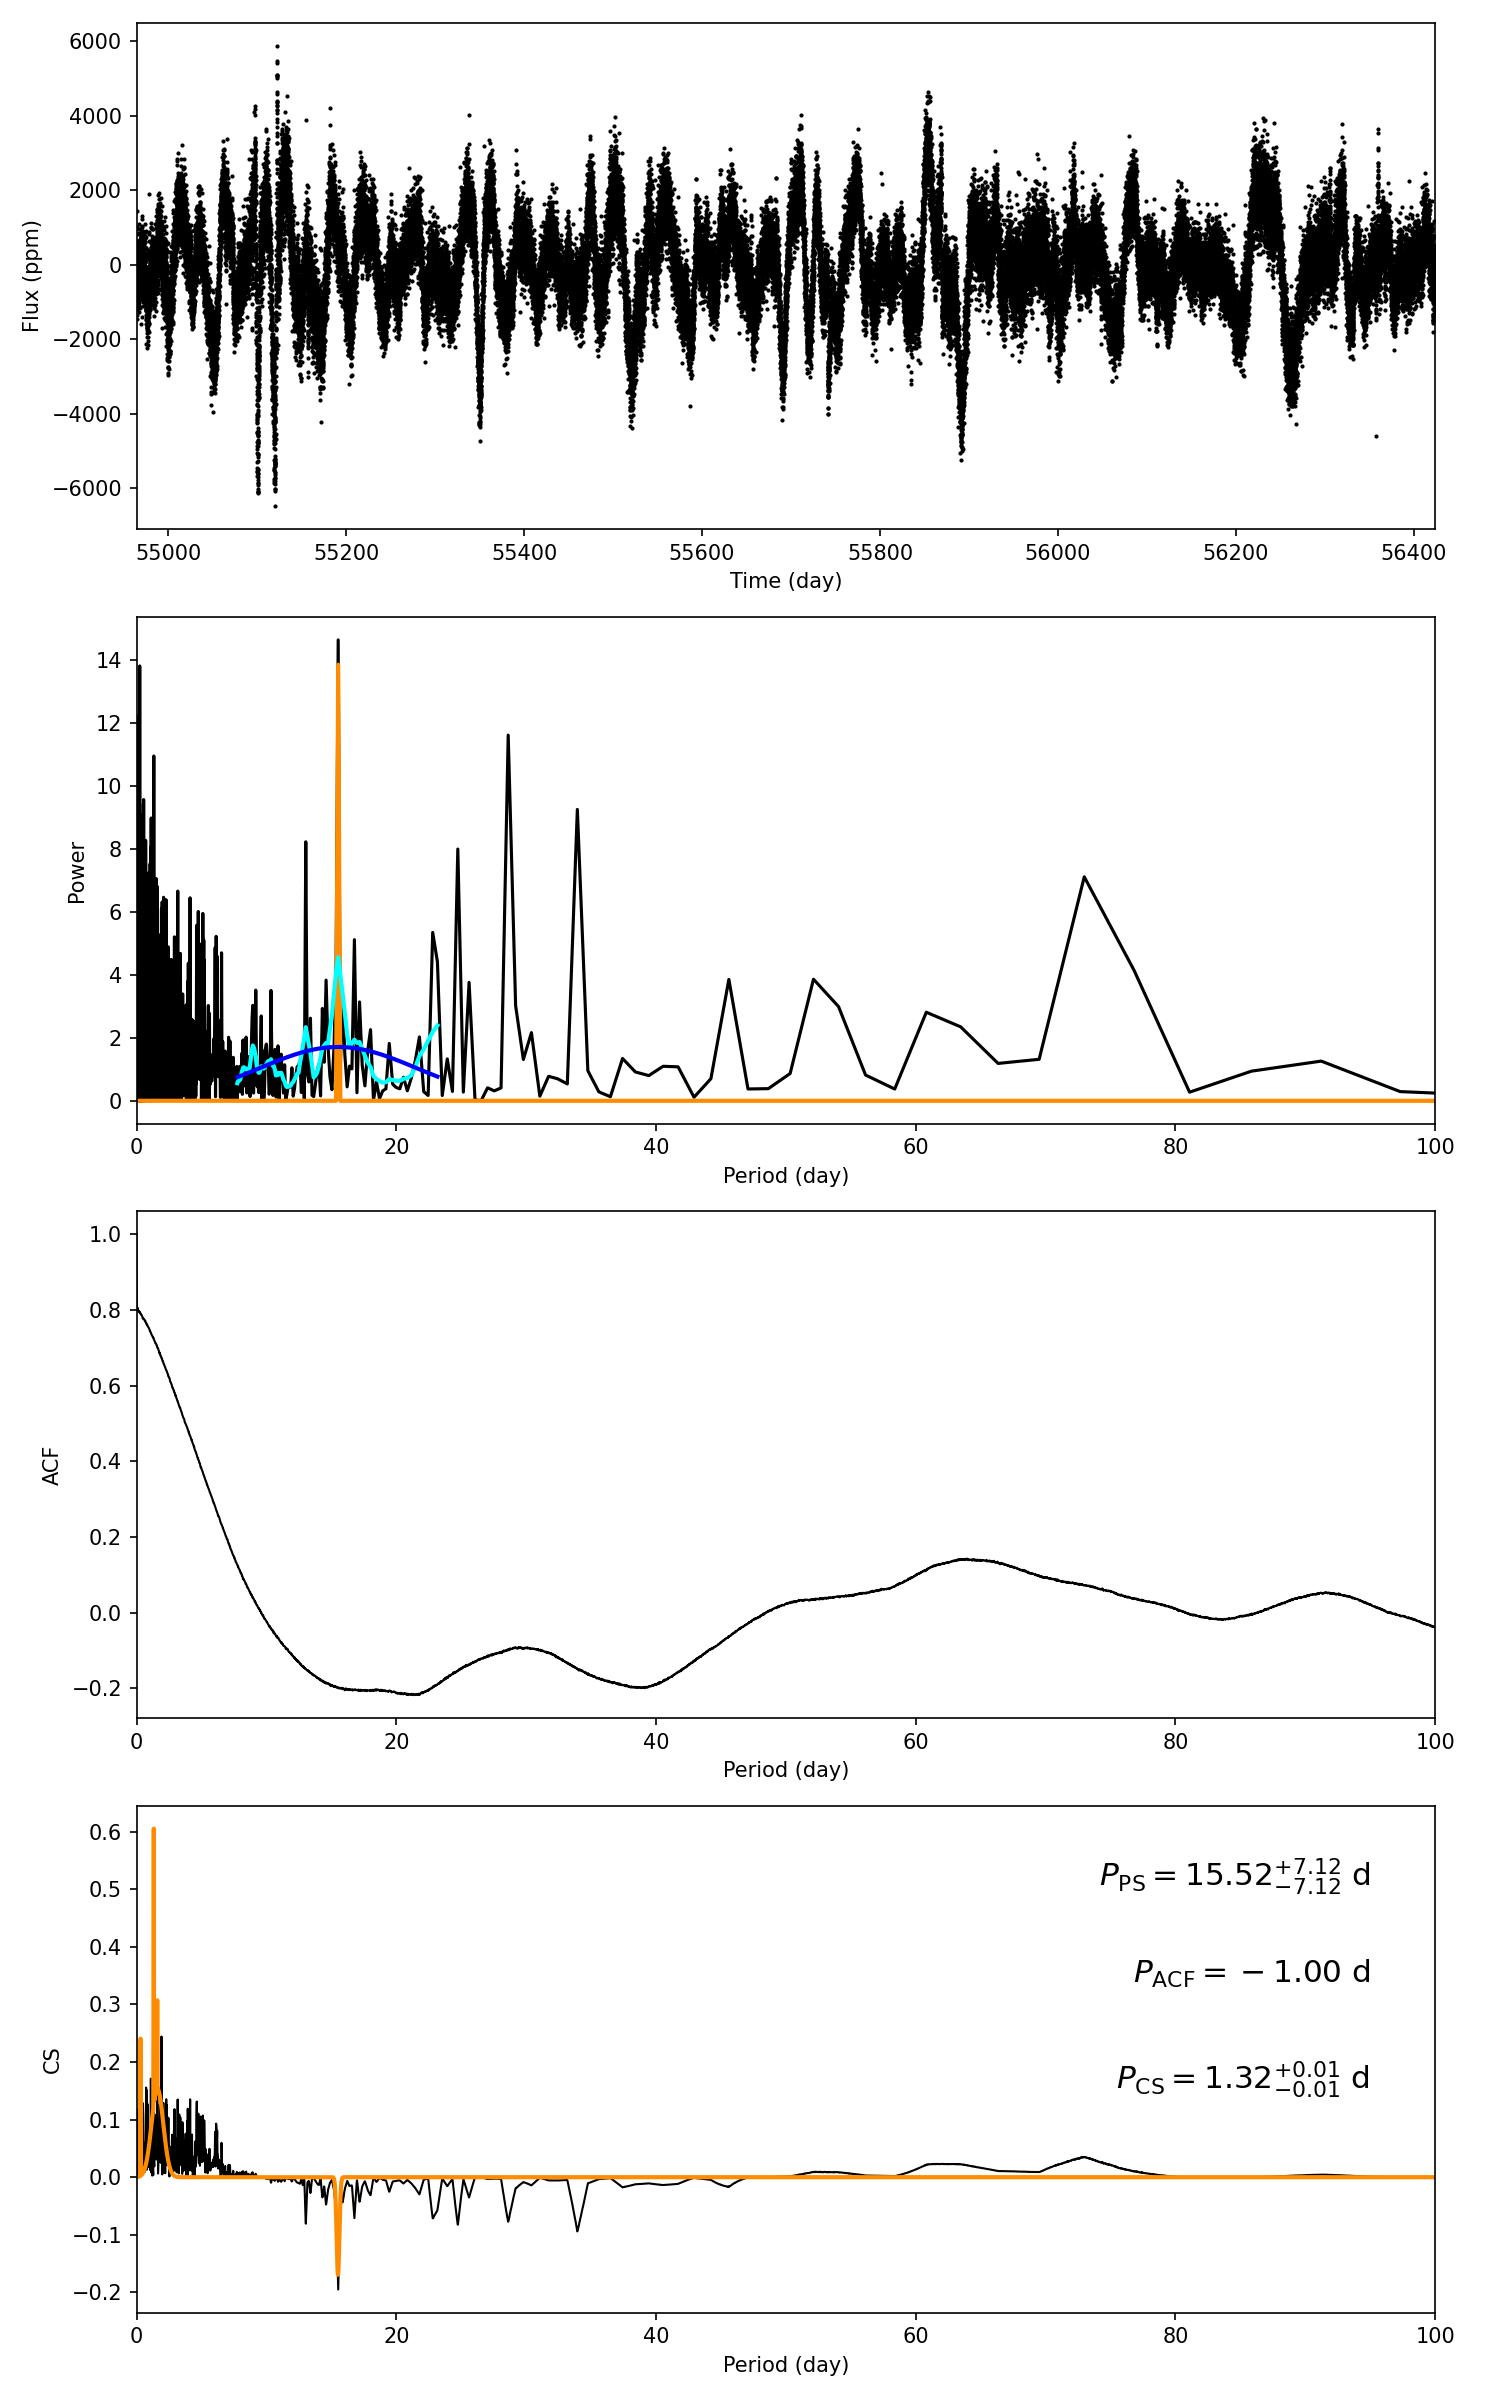 6000
4000
2000
0
−2000
−4000
−6000
Flux (ppm)
55000 55200 55400 55600 55800 56000 56200 56400
Time (day)
14
12
10
8
6
4
2
0
Power
0 20 40 60 80 100
Period (day)
1.0
0.8
0.6
0.4
0.2
0.0
−0.2
ACF
0 20 40 60 80 100
Period (day)
0.6
0.5
0.4
0.3
0.2
0.1
0.0
−0.1
−0.2
CS
P_PS = 15.52 +7.12 −7.12 d
P_ACF = −1.00 d
P_CS = 1.32 +0.01 −0.01 d
0 20 40 60 80 100
Period (day)